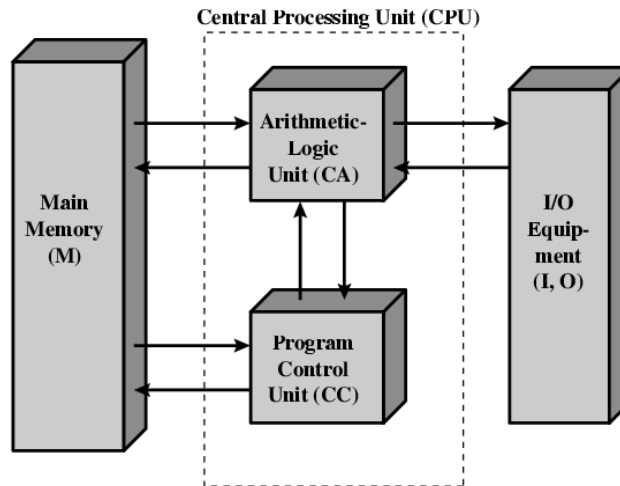 Central Processing Unit (CPU)
Main
Memory
(M)
Arithmetic-
Logic
Unit (CA)
Program
Control
Unit (CC)
I/O
Equip-
ment
(I, O)